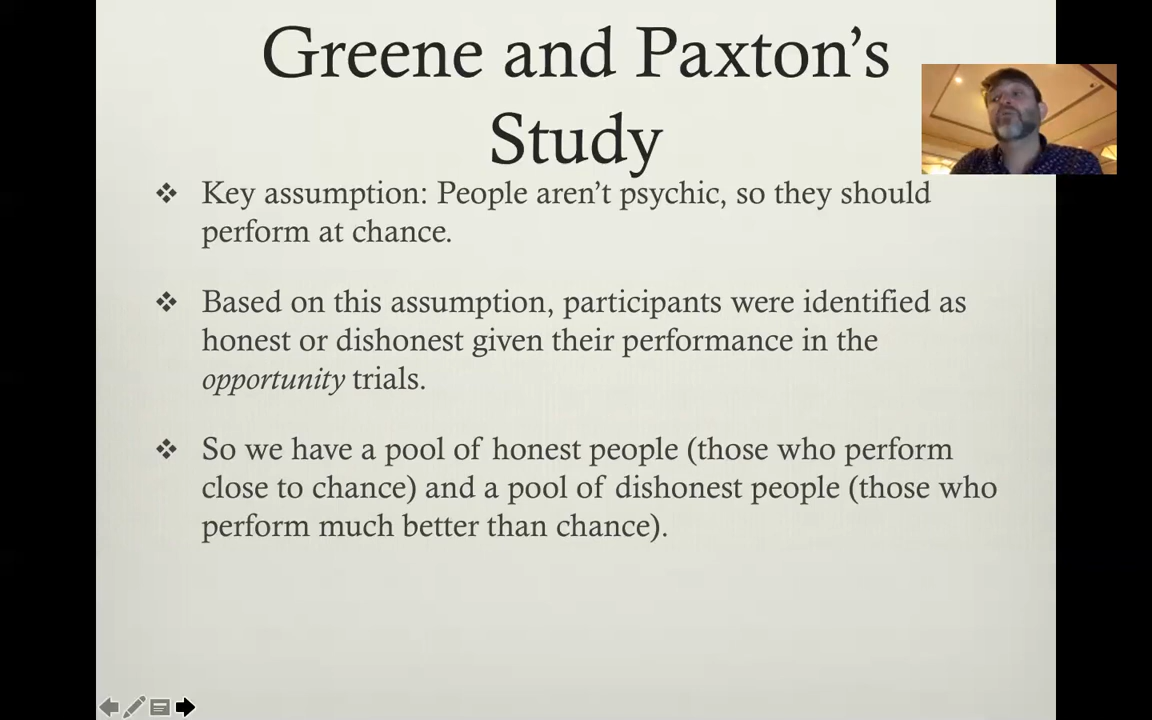 Greene and Paxton’s
Study
❖ Key assumption: People aren’t psychic, so they should
perform at chance.
❖ Based on this assumption, participants were identified as
honest or dishonest given their performance in the
opportunity trials.
❖ So we have a pool of honest people (those who perform
close to chance) and a pool of dishonest people (those who
perform much better than chance).